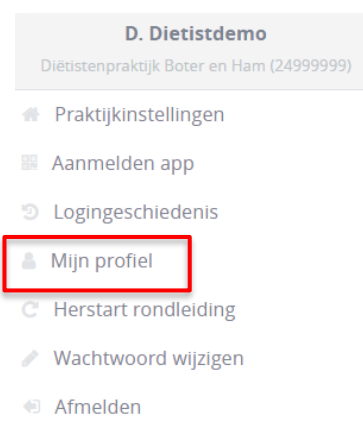 D. Dietistdemo
Diëtistenpraktijk Boter en Ham (24999999)
Praktijkinstellingen
Aanmelden app
Logingeschiedenis
Mijn profiel
Herstart rondleiding
Wachtwoord wijzigen
Afmelden